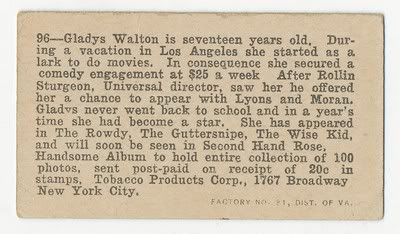 96—Gladys Walton is seventeen years old. Dur-
ing a vacation in Los Angeles she started as a
lark to do movies. In consequence she secured a
comedy engagement at $25 a week After Rollin
Sturgeon, Universal director, saw her he offered
her a chance to appear with Lyons and Moran.
Gladys never went back to school and in a year's
time she had become a star. She has appeared
in The Rowdy, The Guttersnipe, The Wise Kid,
and will soon be seen in Second Hand Rose.
Handsome Album to hold entire collection of 100
photos, sent post-paid on receipt of 20c in
stamps, Tobacco Products Corp., 1767 Broadway
New York City.
FACTORY NO. 21, DIST. OF VA.